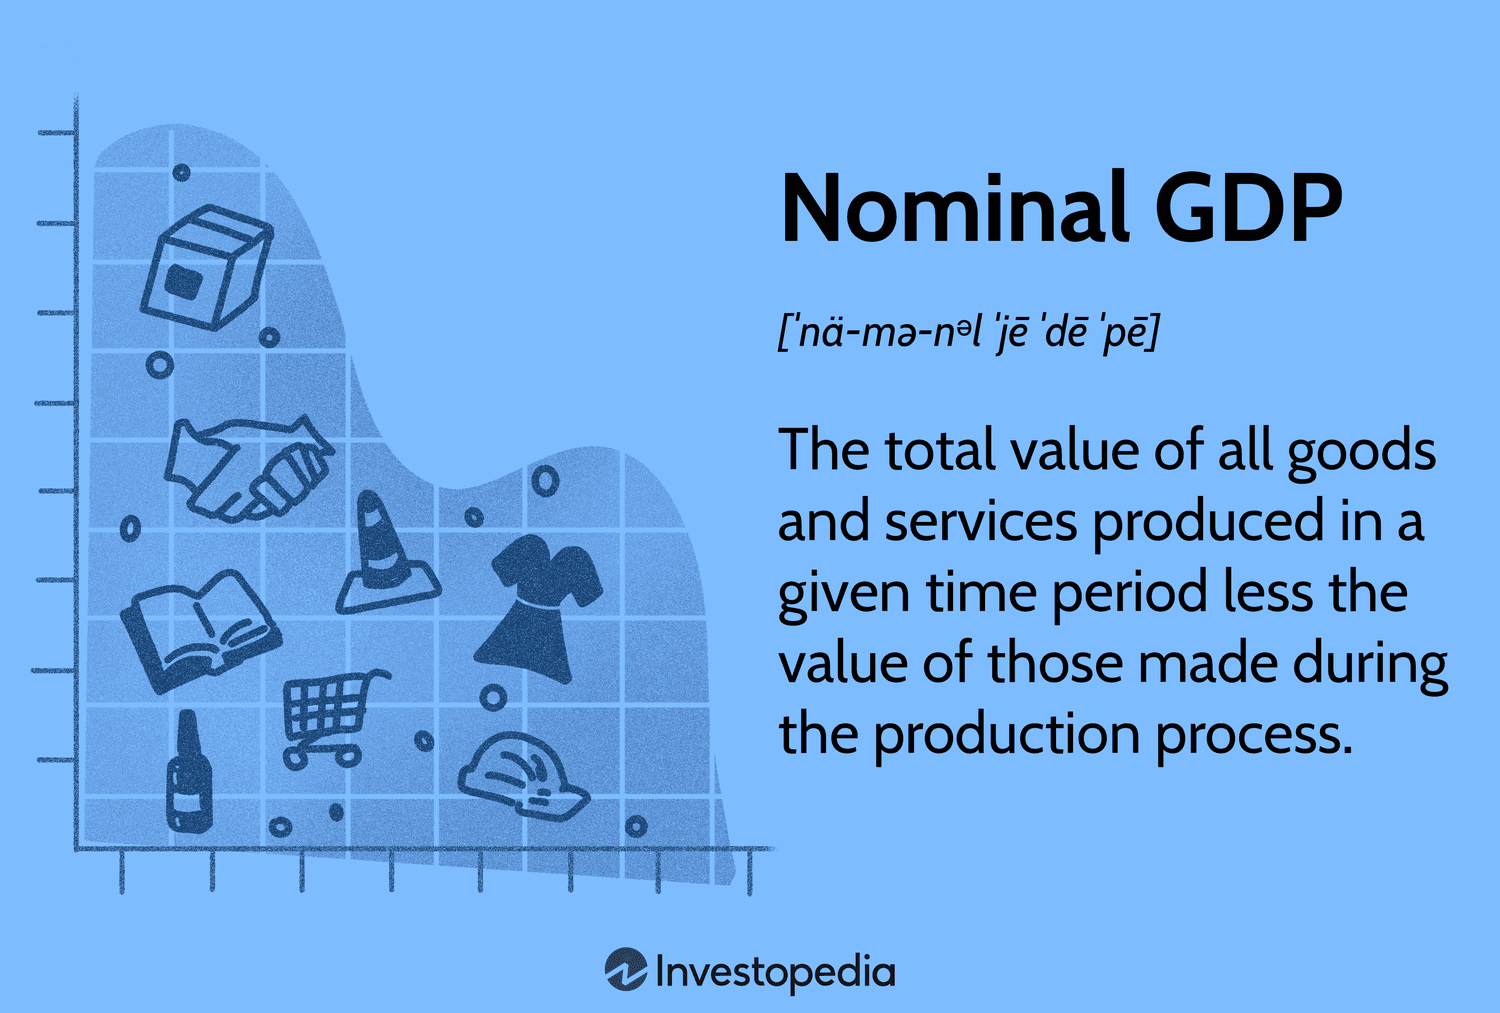 Nominal GDP
[ˈnä-mə-nᵊl ˈjē ˈdē ˈpē]
The total value of all goods
and services produced in a
given time period less the
value of those made during
the production process.
Investopedia